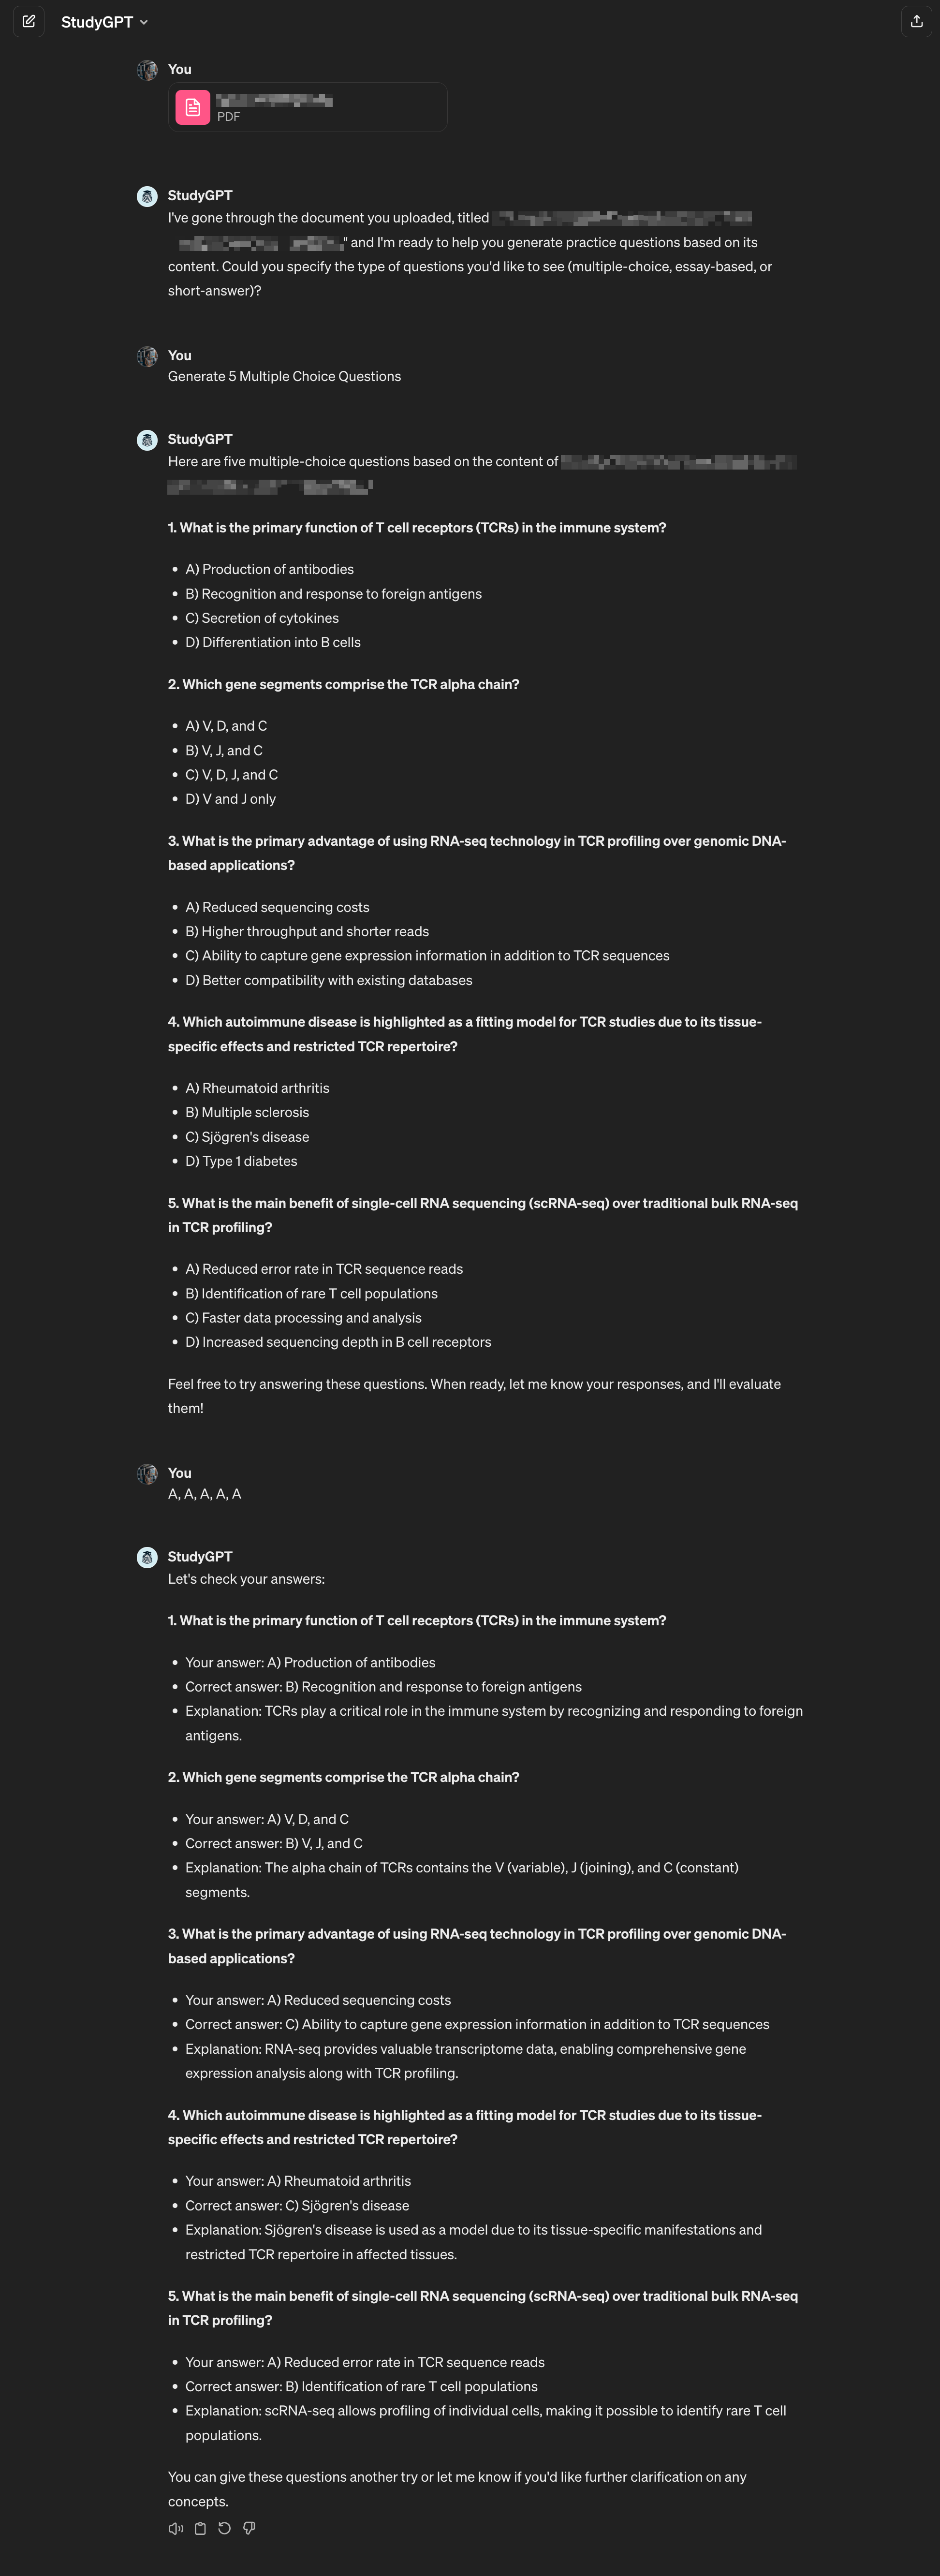 StudyGPT
You
PDF
StudyGPT
I've gone through the document you uploaded, titled
" and I'm ready to help you generate practice questions based on its
content. Could you specify the type of questions you'd like to see (multiple-choice, essay-based, or
short-answer)?
You
Generate 5 Multiple Choice Questions
StudyGPT
Here are five multiple-choice questions based on the content of
1. What is the primary function of T cell receptors (TCRs) in the immune system?
• A) Production of antibodies
• B) Recognition and response to foreign antigens
• C) Secretion of cytokines
• D) Differentiation into B cells
2. Which gene segments comprise the TCR alpha chain?
• A) V, D, and C
• B) V, J, and C
• C) V, D, J, and C
• D) V and J only
3. What is the primary advantage of using RNA-seq technology in TCR profiling over genomic DNA-
based applications?
• A) Reduced sequencing costs
• B) Higher throughput and shorter reads
• C) Ability to capture gene expression information in addition to TCR sequences
• D) Better compatibility with existing databases
4. Which autoimmune disease is highlighted as a fitting model for TCR studies due to its tissue-
specific effects and restricted TCR repertoire?
• A) Rheumatoid arthritis
• B) Multiple sclerosis
• C) Sjögren's disease
• D) Type 1 diabetes
5. What is the main benefit of single-cell RNA sequencing (scRNA-seq) over traditional bulk RNA-seq
in TCR profiling?
• A) Reduced error rate in TCR sequence reads
• B) Identification of rare T cell populations
• C) Faster data processing and analysis
• D) Increased sequencing depth in B cell receptors
Feel free to try answering these questions. When ready, let me know your responses, and I'll evaluate
them!
You
A, A, A, A, A
StudyGPT
Let's check your answers:
1. What is the primary function of T cell receptors (TCRs) in the immune system?
• Your answer: A) Production of antibodies
• Correct answer: B) Recognition and response to foreign antigens
• Explanation: TCRs play a critical role in the immune system by recognizing and responding to foreign
antigens.
2. Which gene segments comprise the TCR alpha chain?
• Your answer: A) V, D, and C
• Correct answer: B) V, J, and C
• Explanation: The alpha chain of TCRs contains the V (variable), J (joining), and C (constant)
segments.
3. What is the primary advantage of using RNA-seq technology in TCR profiling over genomic DNA-
based applications?
• Your answer: A) Reduced sequencing costs
• Correct answer: C) Ability to capture gene expression information in addition to TCR sequences
• Explanation: RNA-seq provides valuable transcriptome data, enabling comprehensive gene
expression analysis along with TCR profiling.
4. Which autoimmune disease is highlighted as a fitting model for TCR studies due to its tissue-
specific effects and restricted TCR repertoire?
• Your answer: A) Rheumatoid arthritis
• Correct answer: C) Sjögren's disease
• Explanation: Sjögren's disease is used as a model due to its tissue-specific manifestations and
restricted TCR repertoire in affected tissues.
5. What is the main benefit of single-cell RNA sequencing (scRNA-seq) over traditional bulk RNA-seq
in TCR profiling?
• Your answer: A) Reduced error rate in TCR sequence reads
• Correct answer: B) Identification of rare T cell populations
• Explanation: scRNA-seq allows profiling of individual cells, making it possible to identify rare T cell
populations.
You can give these questions another try or let me know if you'd like further clarification on any
concepts.